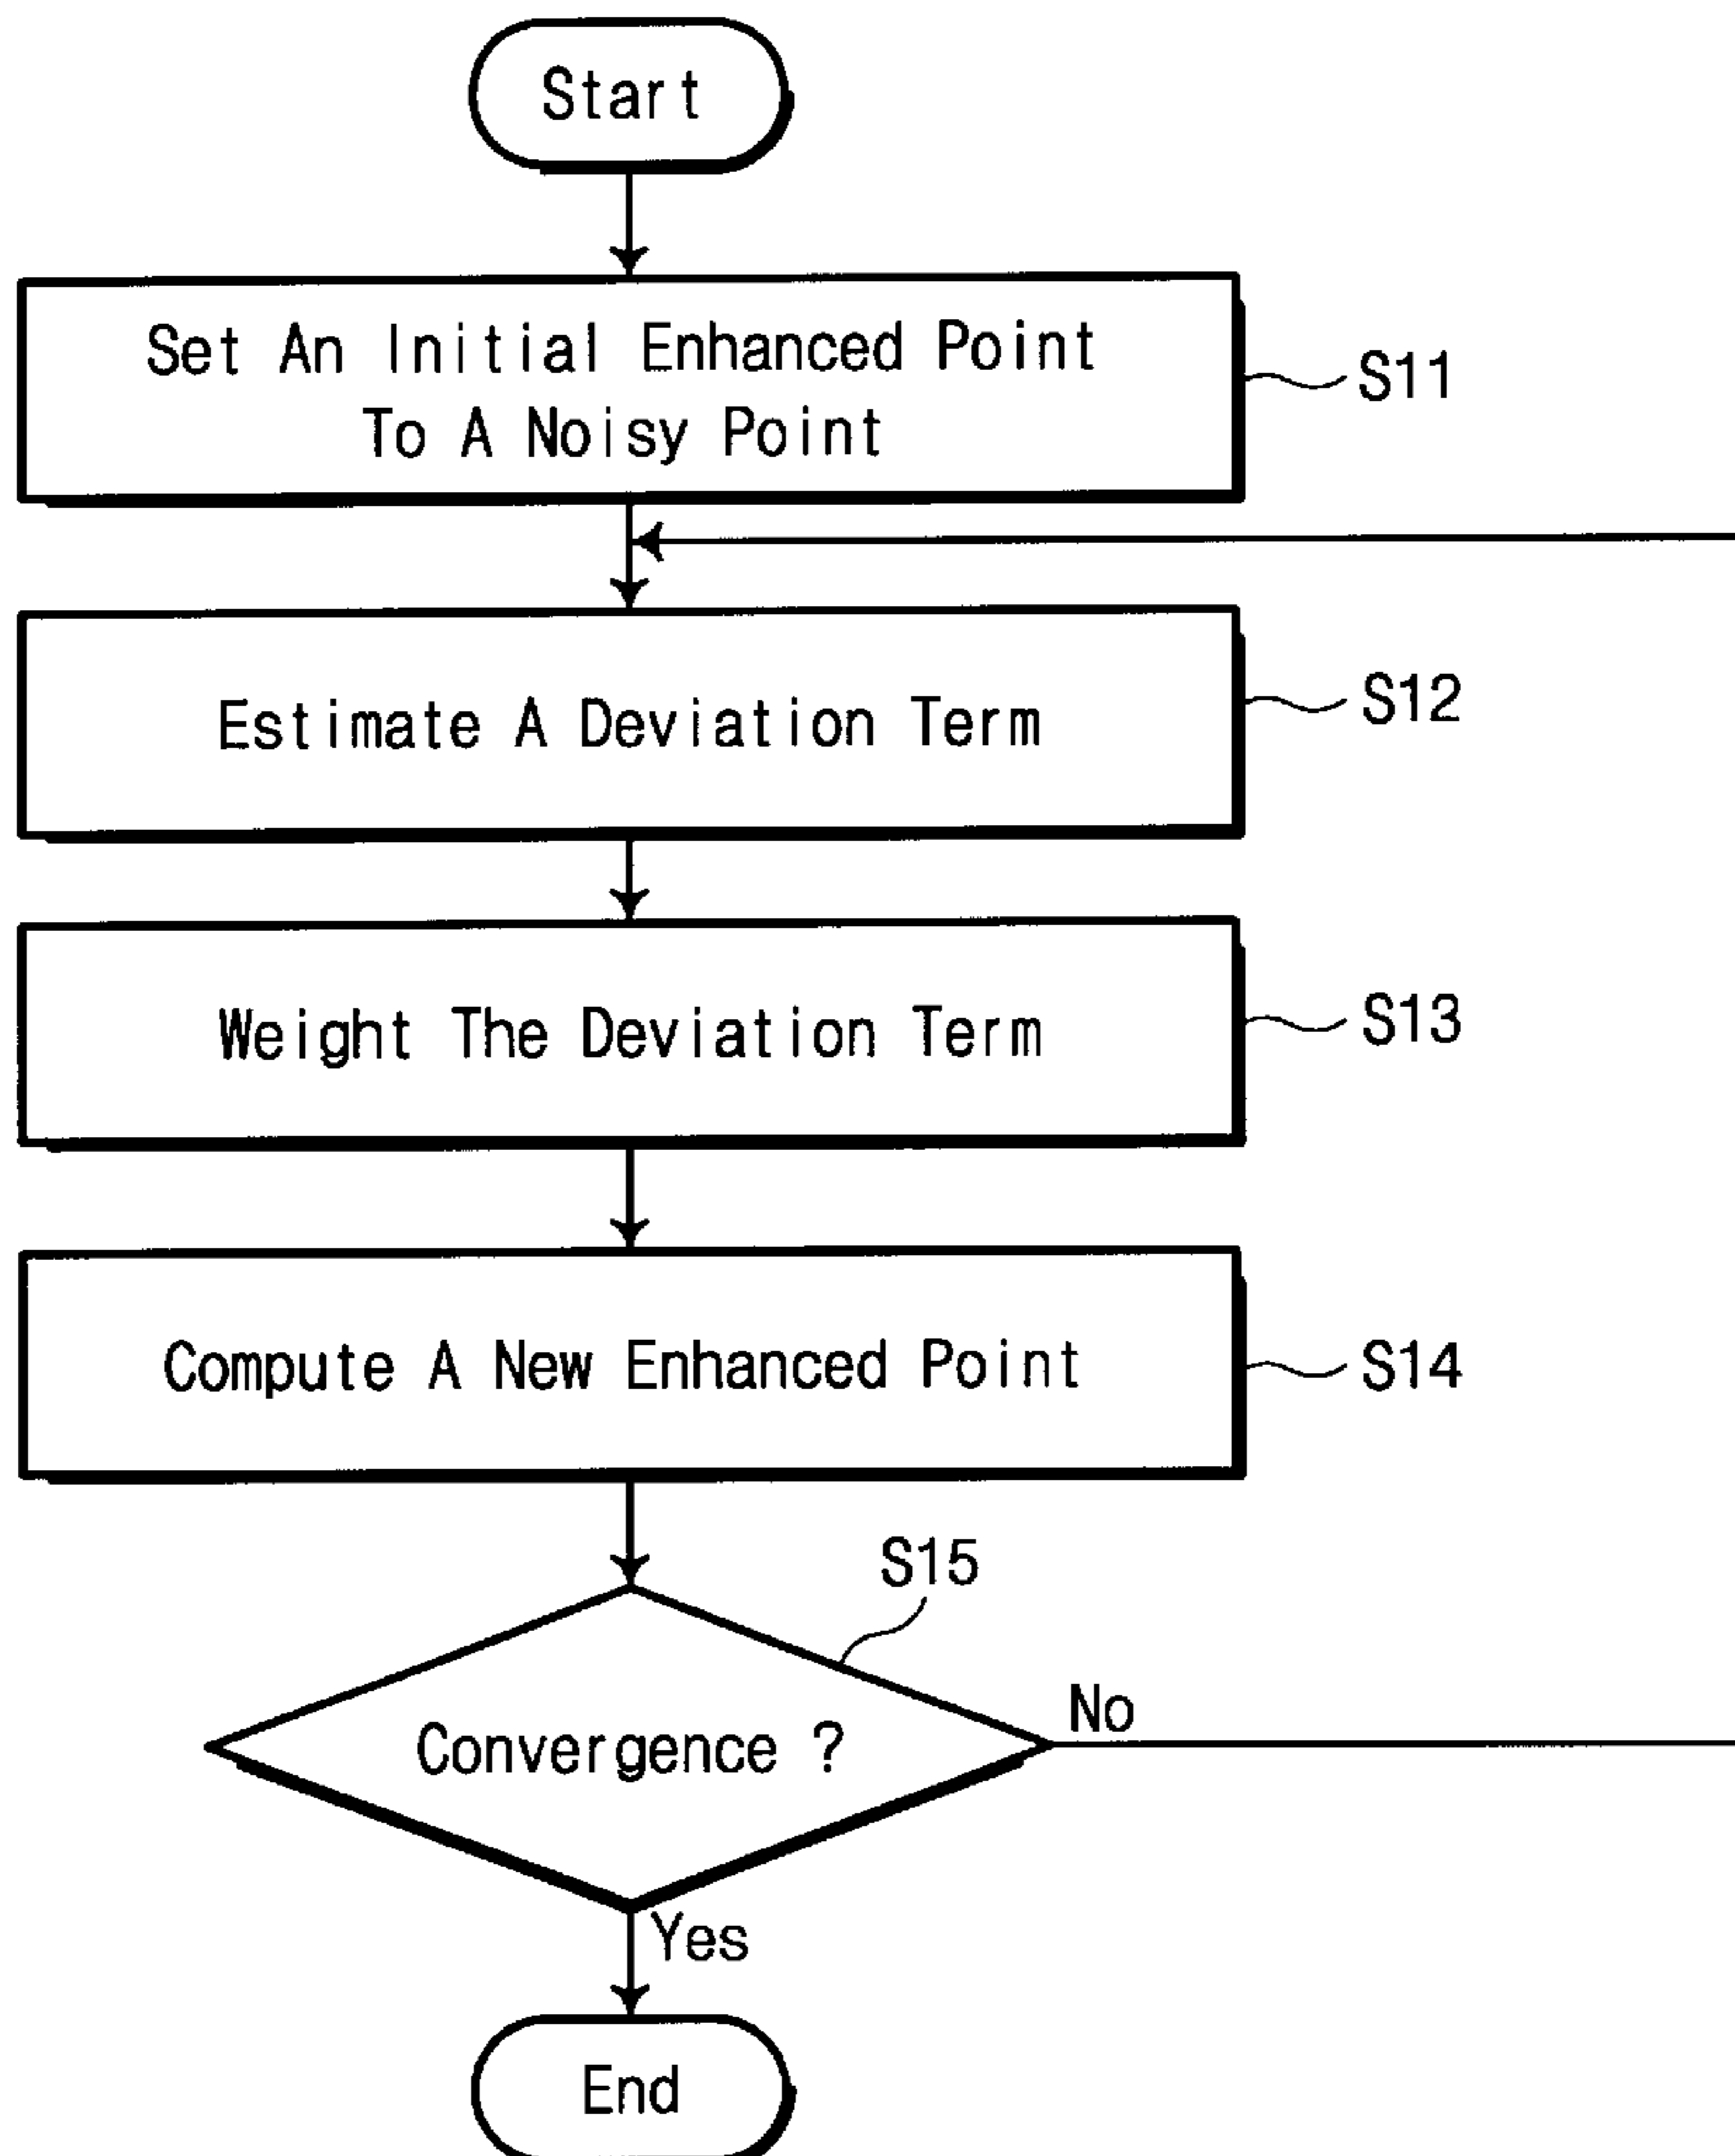 Start
Set An Initial Enhanced Point
To A Noisy Point
S11
Estimate A Deviation Term
S12
Weight The Deviation Term
S13
Compute A New Enhanced Point
S14
S15
Convergence ?
No
Yes
End